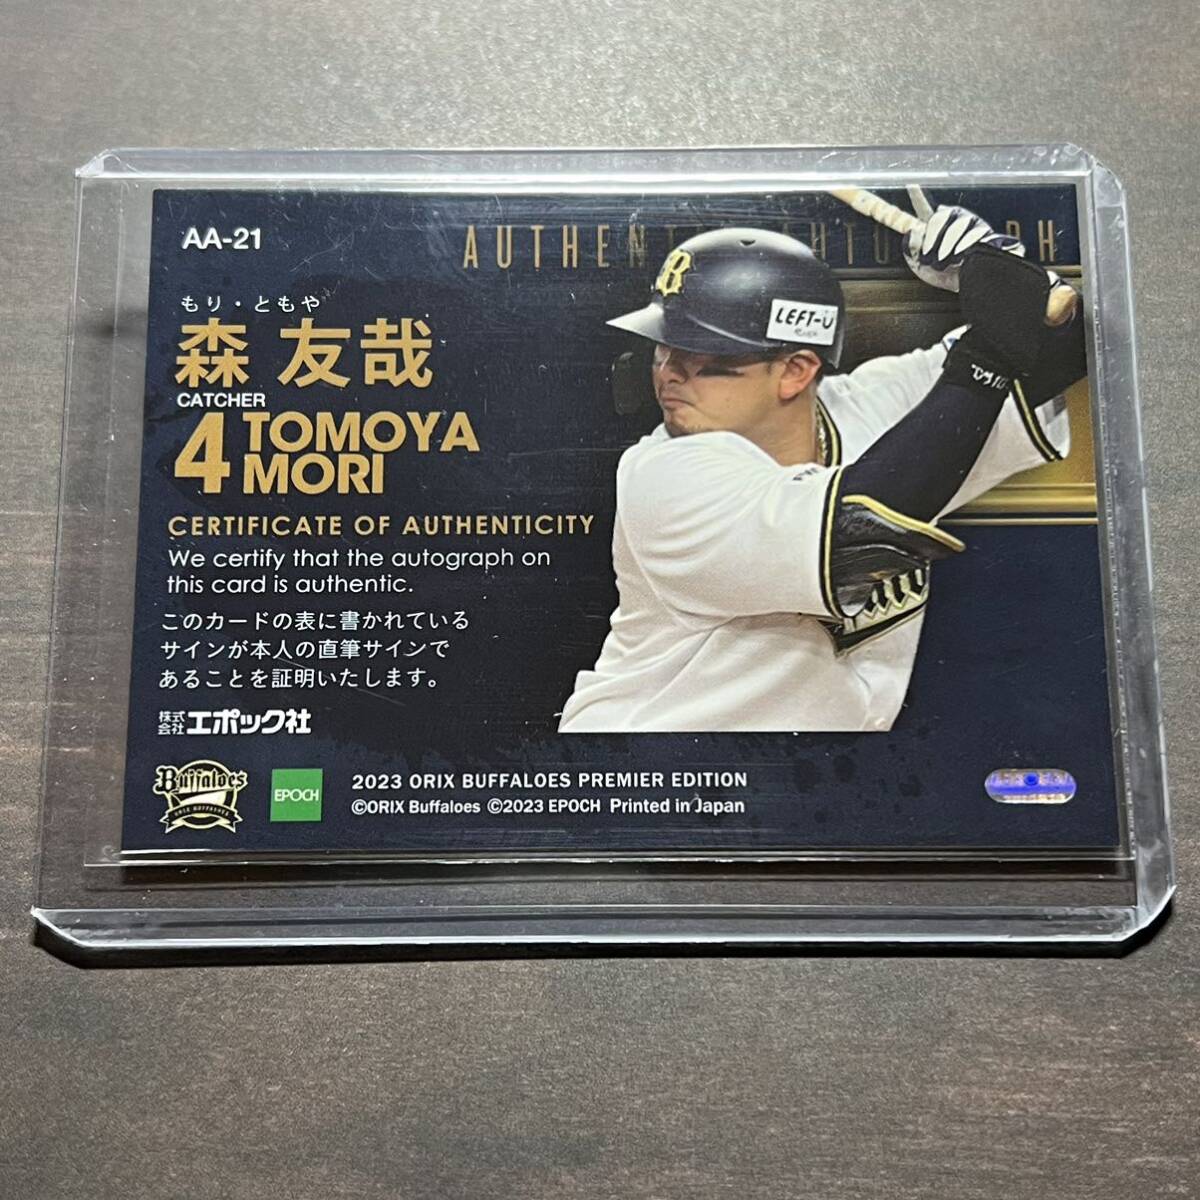 AA-21
AUTHENTIC AUTOGRAPH
もり・ともや
森 友哉
CATCHER
4 TOMOYA
MORI
CERTIFICATE OF AUTHENTICITY
We certify that the autograph on
this card is authentic.
このカードの表に書かれている
サインが本人の直筆サインで
あることを証明いたします。
株式会社エポック社
Buffaloes
ORIX BUFFALOES
EPOCH
2023 ORIX BUFFALOES PREMIER EDITION
©ORIX Buffaloes ©2023 EPOCH Printed in Japan
B
LEFT-U